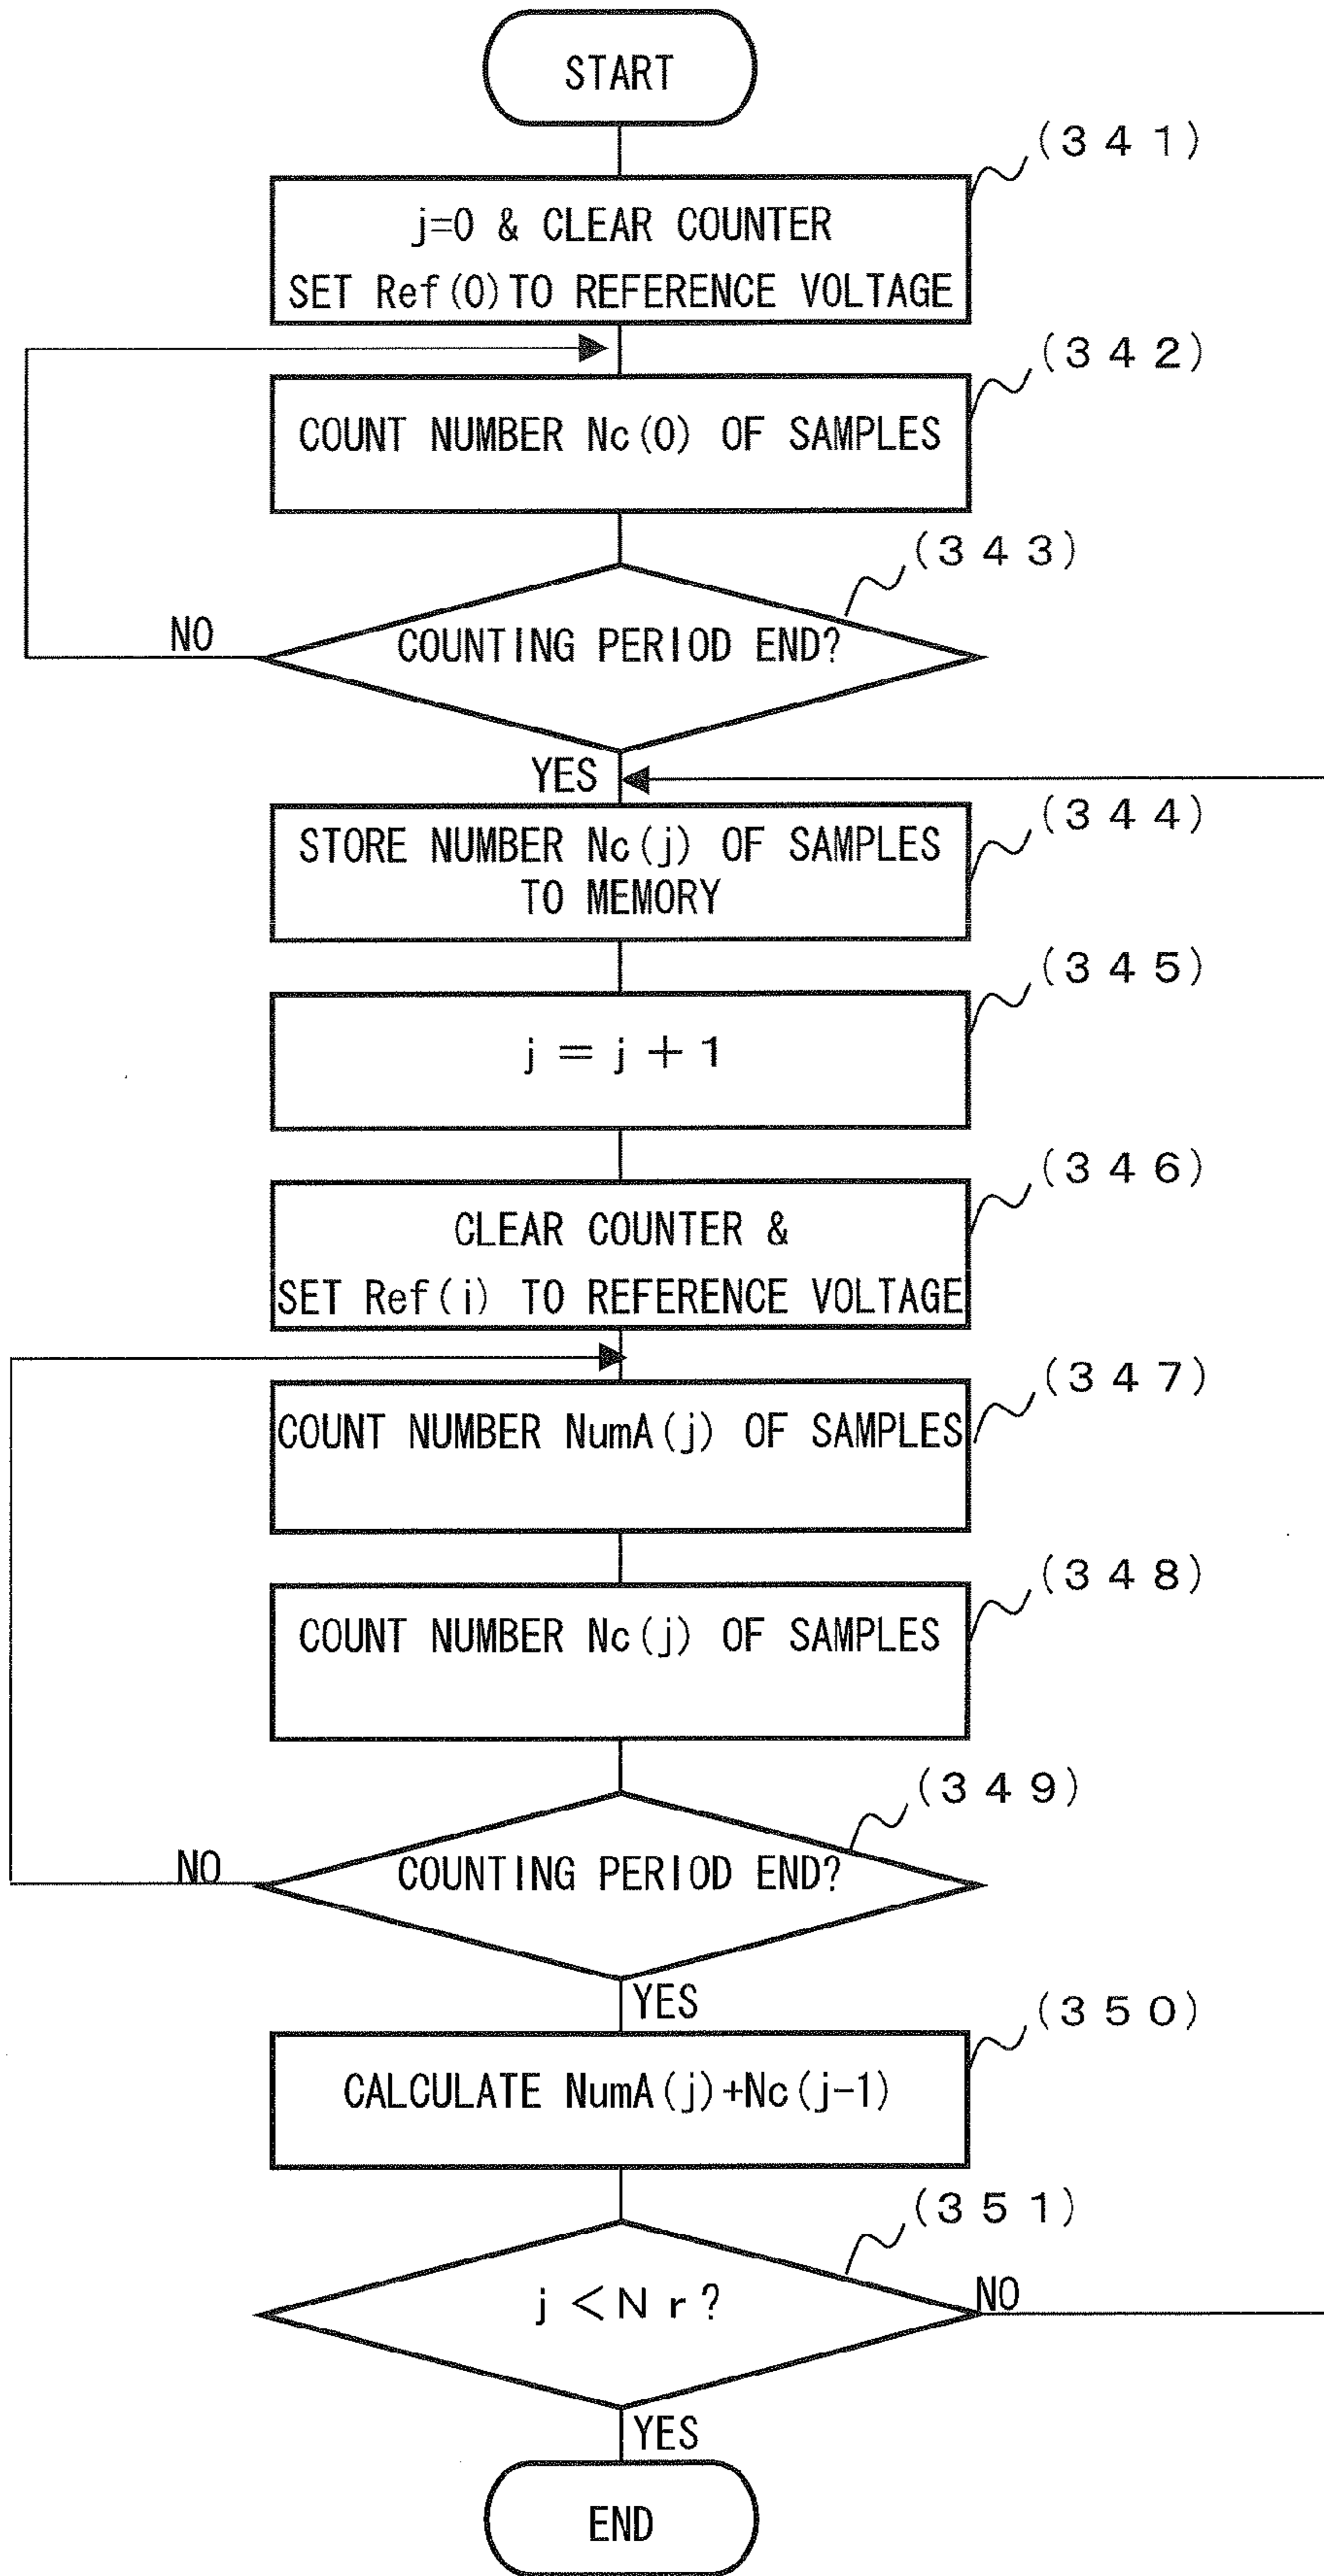 START
(341)
j=0 & CLEAR COUNTER
SET Ref(0)TO REFERENCE VOLTAGE
(342)
COUNT NUMBER Nc(0) OF SAMPLES
(343)
NO
COUNTING PERIOD END?
YES
(344)
STORE NUMBER Nc(j) OF SAMPLES
TO MEMORY
(345)
j = j + 1
(346)
CLEAR COUNTER &
SET Ref(i) TO REFERENCE VOLTAGE
(347)
COUNT NUMBER NumA(j) OF SAMPLES
(348)
COUNT NUMBER Nc(j) OF SAMPLES
(349)
NO
COUNTING PERIOD END?
YES
(350)
CALCULATE NumA(j)+Nc(j-1)
(351)
j < N r ?
NO
YES
END